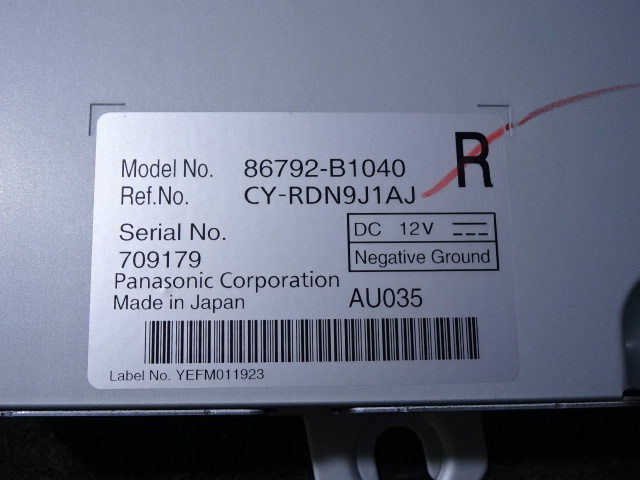 Model No. 86792-B1040
Ref.No. CY-RDN9J1AJ
R
Serial No.
709179
DC 12V
Negative Ground
Panasonic Corporation
Made in Japan
AU035
Label No. YEFM011923